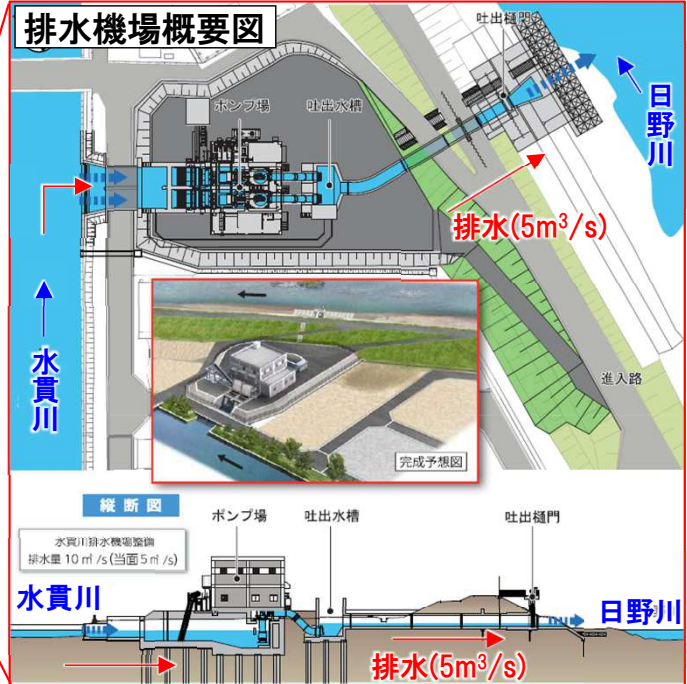 排水機場概要図
吐出樋門
ポンプ場
吐出水槽
日野川
排水(5m³/s)
水貫川
進入路
完成予想図
縦断図
水貫川排水機場整備
排水量 10㎥/s(当面5㎥/s)
ポンプ場
吐出水槽
吐出樋門
水貫川
日野川
排水(5m³/s)